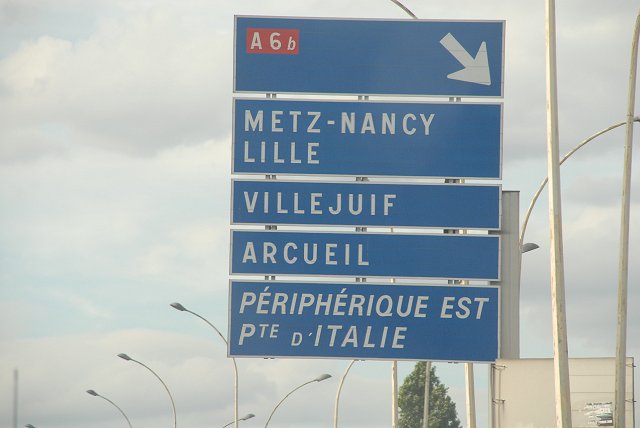 A6b
METZ-NANCY
LILLE
VILLEJUIF
ARCUEIL
PÉRIPHÉRIQUE EST
PTE D'ITALIE